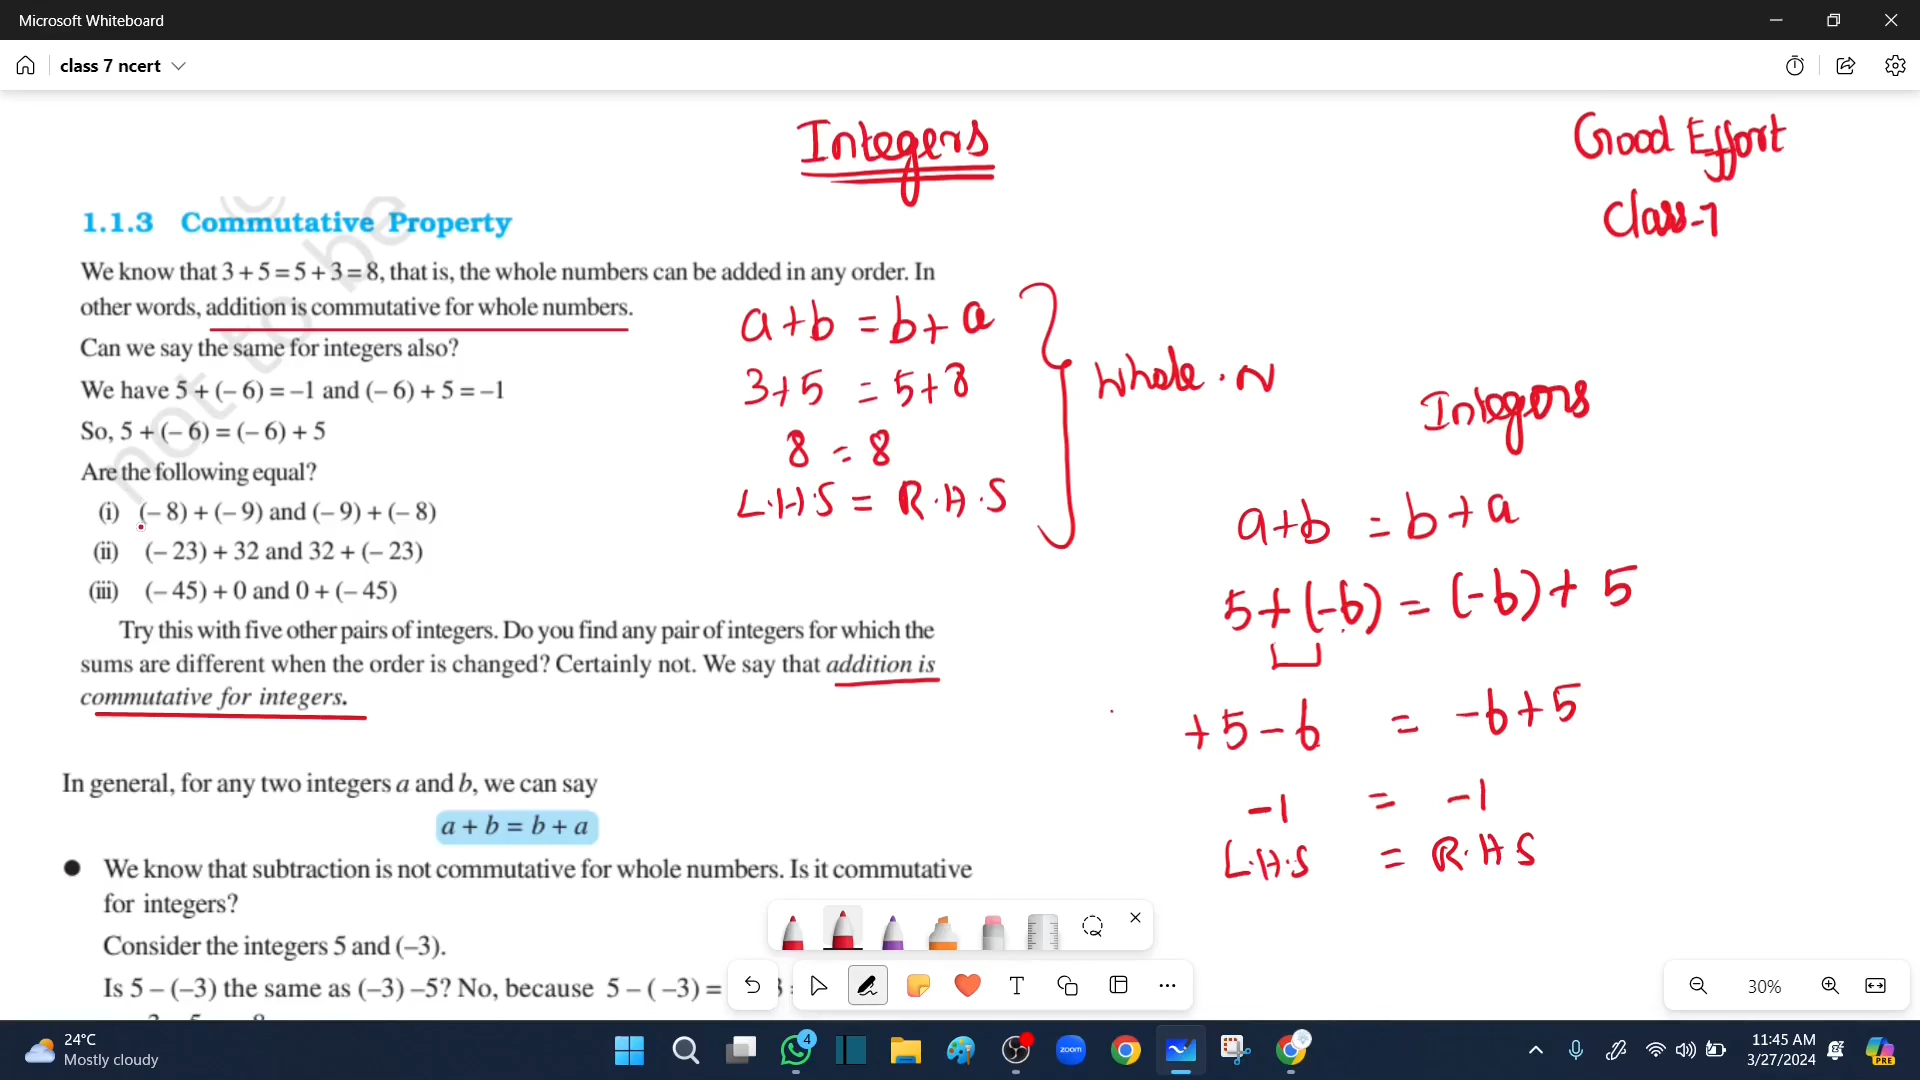 Microsoft Whiteboard
class 7 ncert
Integers
Good Effort
Class-7
not to be
1.1.3 Commutative Property
We know that 3 + 5 = 5 + 3 = 8, that is, the whole numbers can be added in any order. In
other words, addition is commutative for whole numbers.
Can we say the same for integers also?
We have 5 + (– 6) = –1 and (– 6) + 5 = –1
So, 5 + (– 6) = (– 6) + 5
Are the following equal?
(i) (– 8) + (– 9) and (– 9) + (– 8)
(ii) (– 23) + 32 and 32 + (– 23)
(iii) (– 45) + 0 and 0 + (– 45)
Try this with five other pairs of integers. Do you find any pair of integers for which the
sums are different when the order is changed? Certainly not. We say that addition is
commutative for integers.
In general, for any two integers a and b, we can say
a + b = b + a
● We know that subtraction is not commutative for whole numbers. Is it commutative
for integers?
Consider the integers 5 and (–3).
Is 5 – (–3) the same as (–3) –5? No, because 5 – ( –3) =
a+b = b+a
3+5 = 5+3
8 = 8
L.H.S = R.H.S
Whole . N
Integers
a+b = b+a
5+(-6) = (-6)+5
+5-6 = -6+5
-1 = -1
L.H.S = R.H.S
30%
24°C
Mostly cloudy
4
zoom
11:45 AM
3/27/2024
PRE